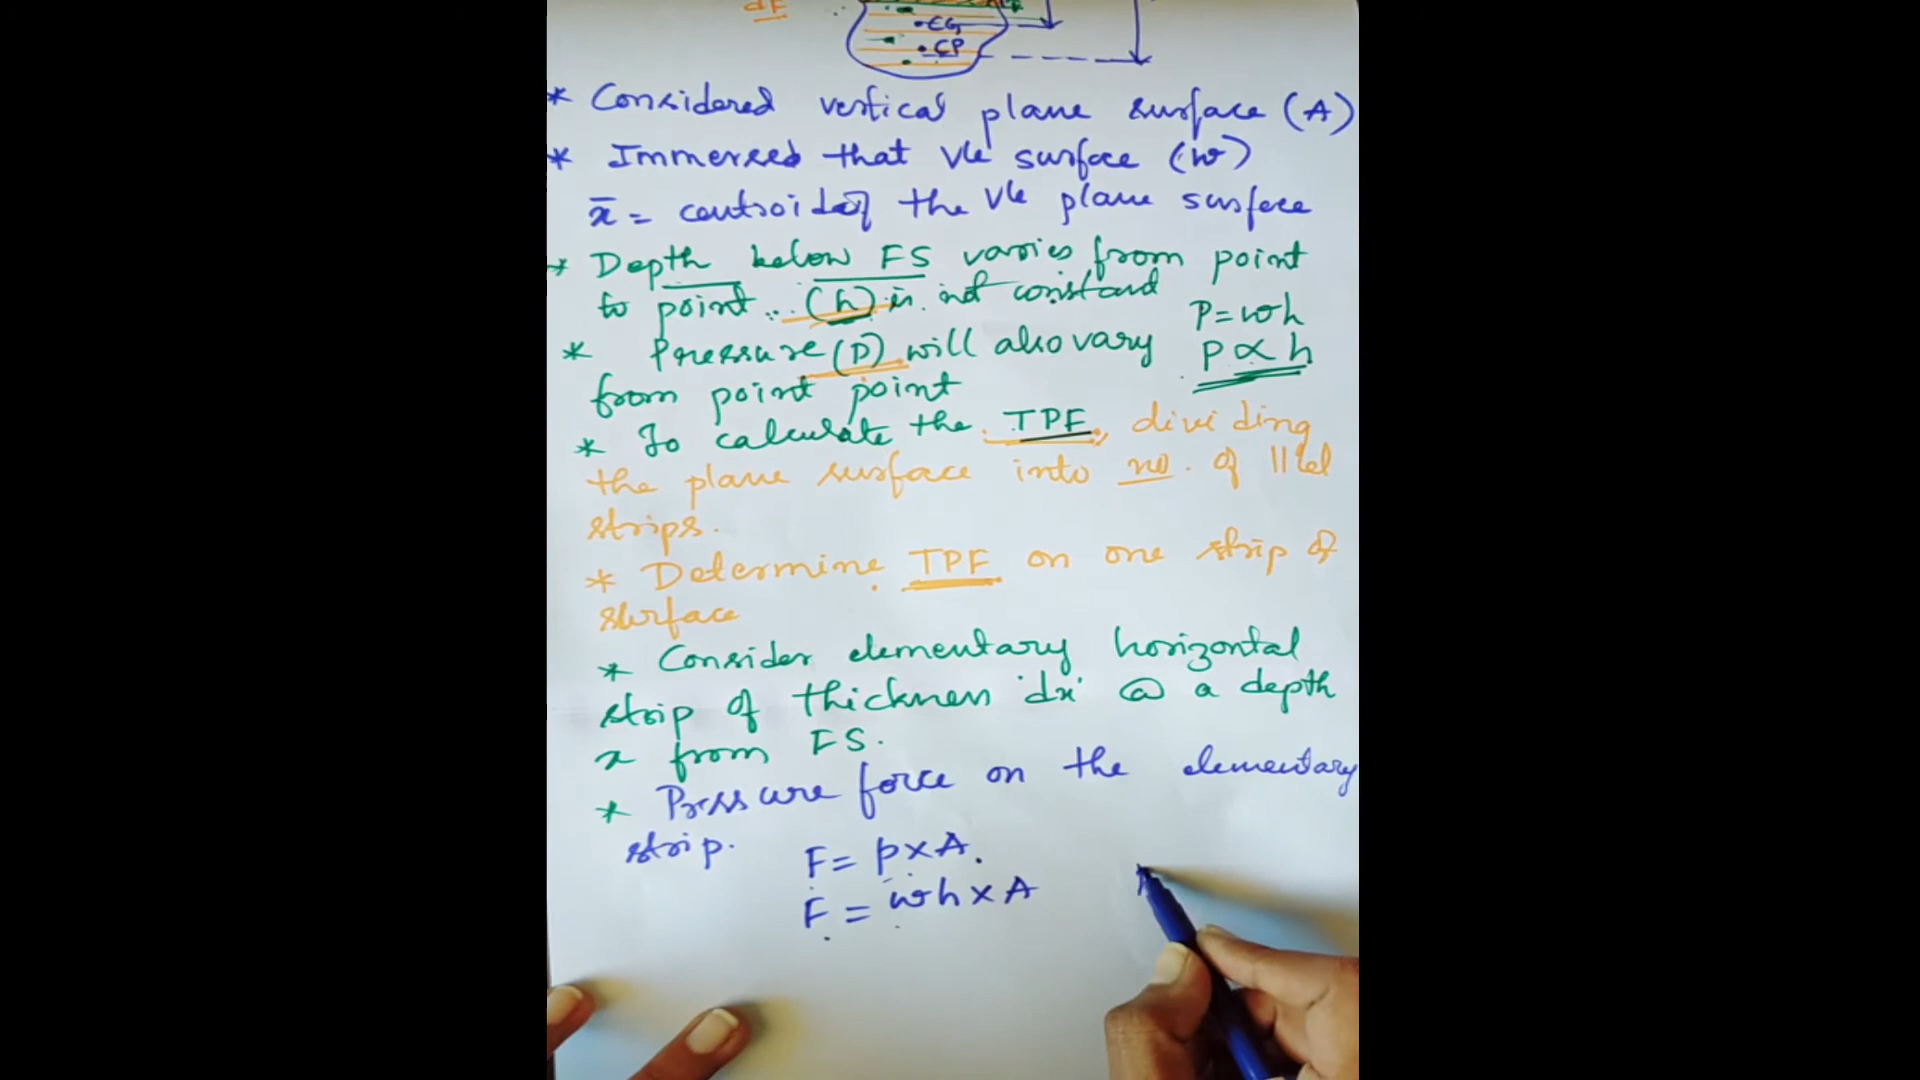 dF
CG
CP
* Considered vertical plane surface (A)
* Immersed that Vle surface (w)
x̄ = centroid of the Vle plane surface
* Depth below FS varies from point
to point ∴ (h) is not constant
P = wh
* Pressure (P) will also vary
P ∝ h
from point point
* To calculate the TPF, dividing
the plane surface into no. of ||lel
strips.
* Determine TPF on one strip of
surface
* Consider elementary horizontal
strip of thickness 'dx' @ a depth
x from FS.
* Pressure force on the elementary
strip.
F = p × A.
F = wh × A